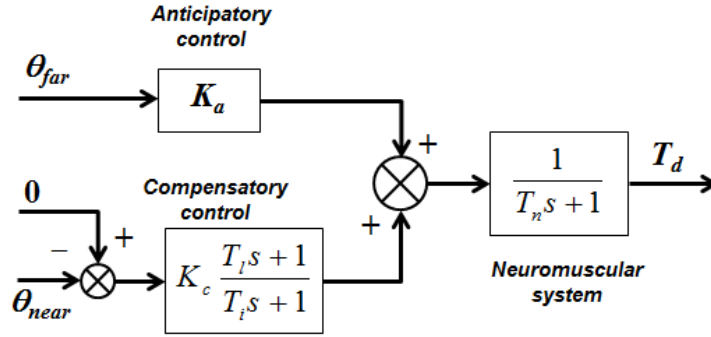 Anticipatory
control
θfar
Ka
+
1
Tns + 1
Td
0
Compensatory
control
+
−
+
Kc Tls + 1
Tis + 1
θnear
Neuromuscular
system